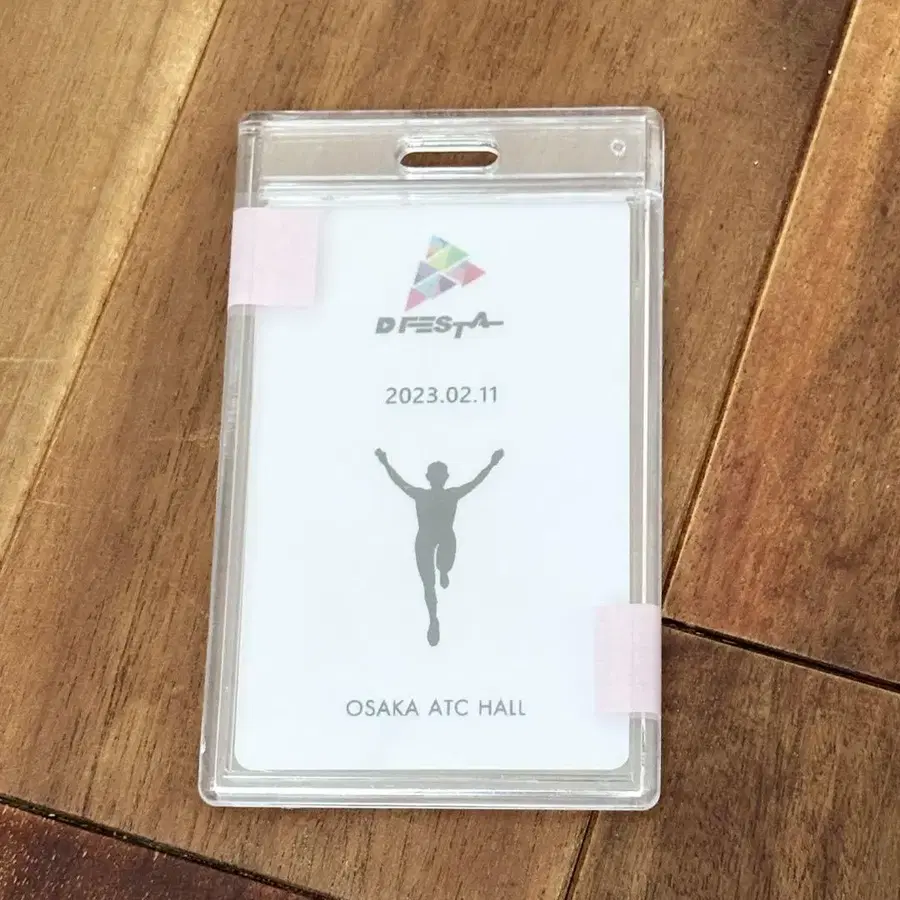 D FESTA
2023.02.11
OSAKA ATC HALL